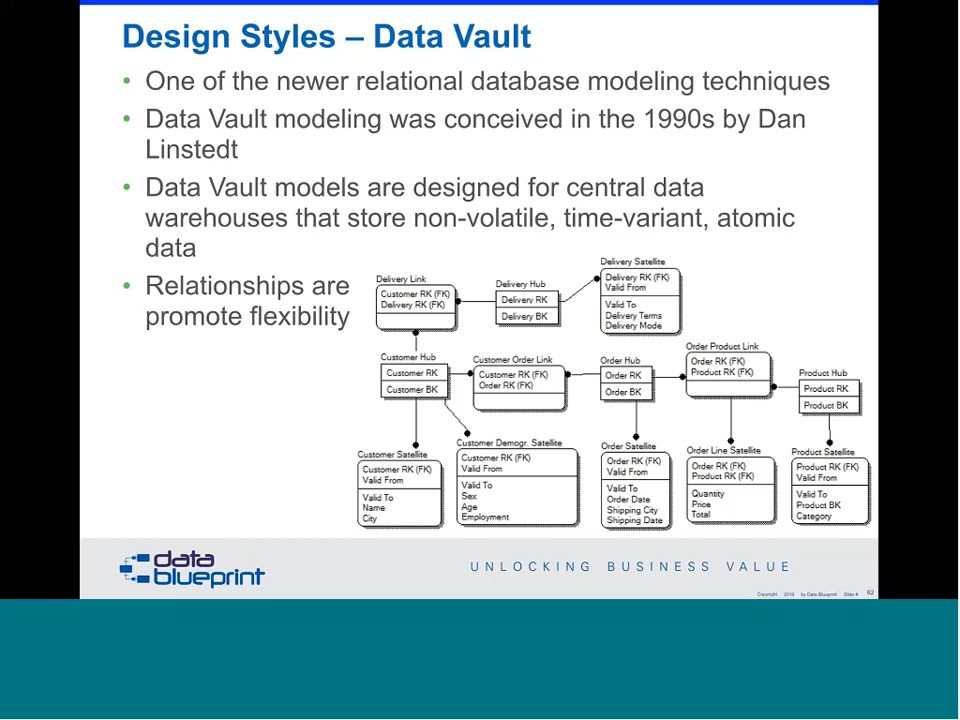 Design Styles – Data Vault
• One of the newer relational database modeling techniques
• Data Vault modeling was conceived in the 1990s by Dan
Linstedt
• Data Vault models are designed for central data
warehouses that store non-volatile, time-variant, atomic
data
• Relationships are
promote flexibility
Delivery Link
Customer RK (FK)
Delivery RK (FK)
Delivery Hub
Delivery RK
Delivery BK
Delivery Satellite
Delivery RK (FK)
Valid From
Valid To
Delivery Terms
Delivery Mode
Customer Hub
Customer RK
Customer BK
Customer Order Link
Customer RK (FK)
Order RK (FK)
Order Hub
Order RK
Order BK
Order Product Link
Order RK (FK)
Product RK (FK)
Product Hub
Product RK
Product BK
Customer Satellite
Customer RK (FK)
Valid From
Valid To
Name
City
Customer Demogr. Satellite
Customer RK (FK)
Valid From
Valid To
Sex
Age
Employment
Order Satellite
Order RK (FK)
Valid From
Valid To
Order Date
Shipping City
Shipping Date
Order Line Satellite
Order RK (FK)
Product RK (FK)
Quantity
Price
Total
Product Satellite
Product RK (FK)
Valid From
Valid To
Product BK
Category
data
blueprint
UNLOCKING BUSINESS VALUE
Copyright 2016 by Data Blueprint Slide # 62